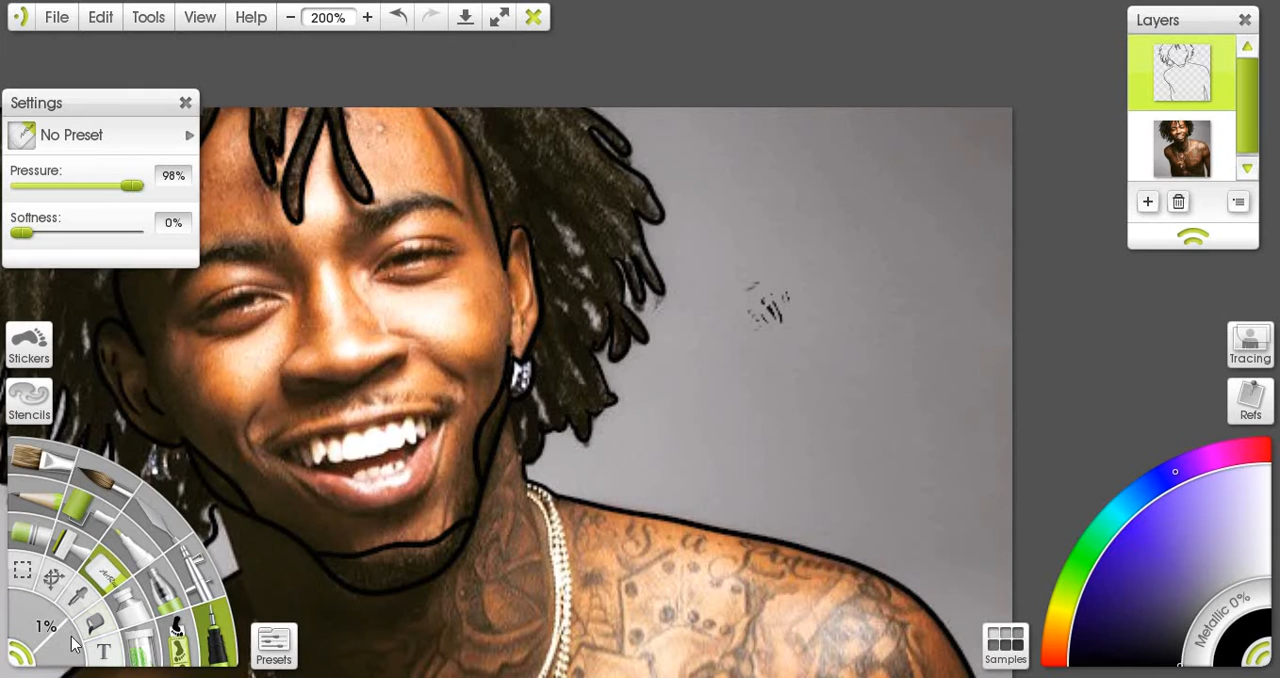 File Edit Tools View Help − 200% +
Layers
Settings
No Preset
Pressure:
98%
Softness:
0%
Stickers
Stencils
Tracing
Refs
1%
T
Presets
Samples
Metallic 0%